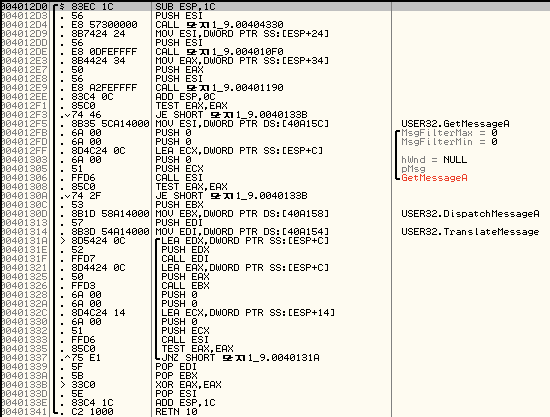 004012D0 ┌$ 83EC 1C SUB ESP,1C
004012D3 . 56 PUSH ESI
004012D4 . E8 57300000 CALL 모지1_9.00404330
004012D9 . 8B7424 24 MOV ESI,DWORD PTR SS:[ESP+24]
004012DD . 56 PUSH ESI
004012DE . E8 0DFEFFFF CALL 모지1_9.004010F0
004012E3 . 8B4424 34 MOV EAX,DWORD PTR SS:[ESP+34]
004012E7 . 50 PUSH EAX
004012E8 . 56 PUSH ESI
004012E9 . E8 A2FEFFFF CALL 모지1_9.00401190
004012EE . 83C4 0C ADD ESP,0C
004012F1 . 85C0 TEST EAX,EAX
004012F3 .˅74 46 JE SHORT 모지1_9.0040133B
004012F5 . 8B35 5CA14000 MOV ESI,DWORD PTR DS:[40A15C] USER32.GetMessageA
004012FB . 6A 00 PUSH 0 MsgFilterMax = 0
004012FD . 6A 00 PUSH 0 MsgFilterMin = 0
004012FF . 8D4C24 0C LEA ECX,DWORD PTR SS:[ESP+C]
00401303 . 6A 00 PUSH 0 hWnd = NULL
00401305 . 51 PUSH ECX pMsg
00401306 . FFD6 CALL ESI GetMessageA
00401308 . 85C0 TEST EAX,EAX
0040130A .˅74 2F JE SHORT 모지1_9.0040133B
0040130C . 53 PUSH EBX
0040130D . 8B1D 58A14000 MOV EBX,DWORD PTR DS:[40A158] USER32.DispatchMessageA
00401313 . 57 PUSH EDI
00401314 . 8B3D 54A14000 MOV EDI,DWORD PTR DS:[40A154] USER32.TranslateMessage
0040131A > 8D5424 0C LEA EDX,DWORD PTR SS:[ESP+C]
0040131E . 52 PUSH EDX
0040131F . FFD7 CALL EDI
00401321 . 8D4424 0C LEA EAX,DWORD PTR SS:[ESP+C]
00401325 . 50 PUSH EAX
00401326 . FFD3 CALL EBX
00401328 . 6A 00 PUSH 0
0040132A . 6A 00 PUSH 0
0040132C . 8D4C24 14 LEA ECX,DWORD PTR SS:[ESP+14]
00401330 . 6A 00 PUSH 0
00401332 . 51 PUSH ECX
00401333 . FFD6 CALL ESI
00401335 . 85C0 TEST EAX,EAX
00401337 .^75 E1 JNZ SHORT 모지1_9.0040131A
00401339 . 5F POP EDI
0040133A . 5B POP EBX
0040133B > 33C0 XOR EAX,EAX
0040133D . 5E POP ESI
0040133E . 83C4 1C ADD ESP,1C
00401341 . C2 1000 RETN 10